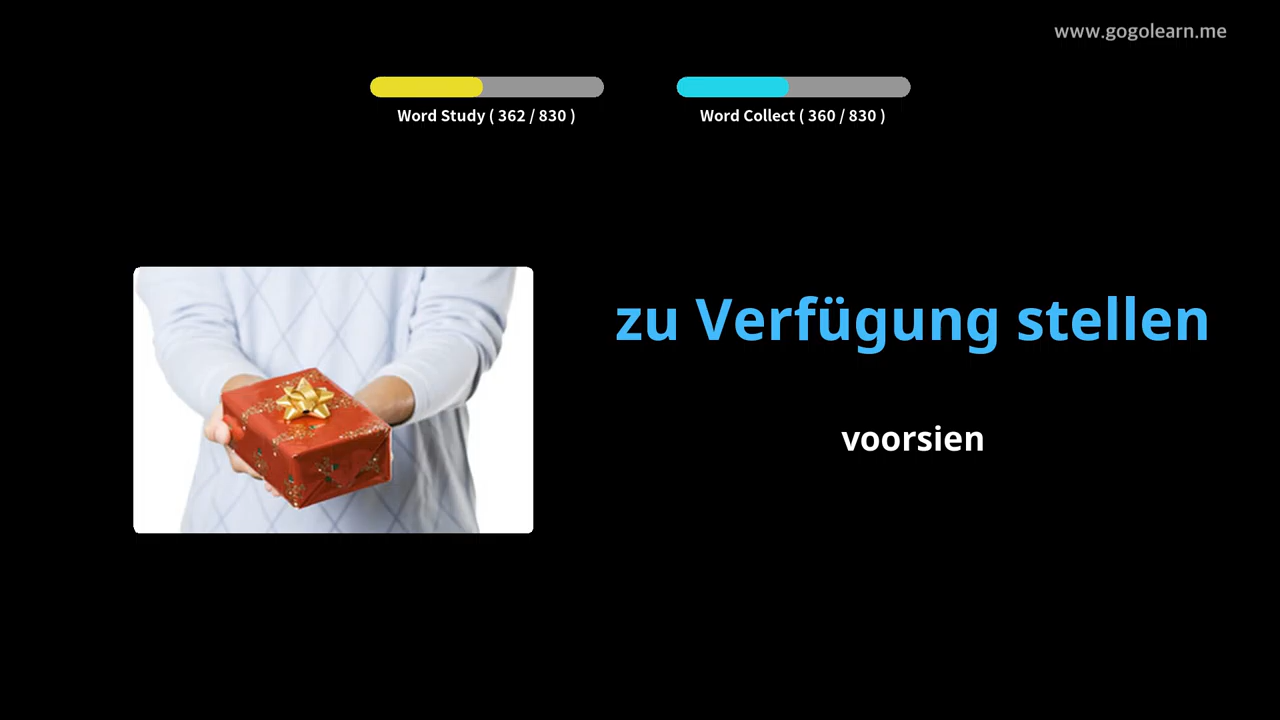 www.gogolearn.me
Word Study ( 362 / 830 )
Word Collect ( 360 / 830 )
zu Verfügung stellen
voorsien